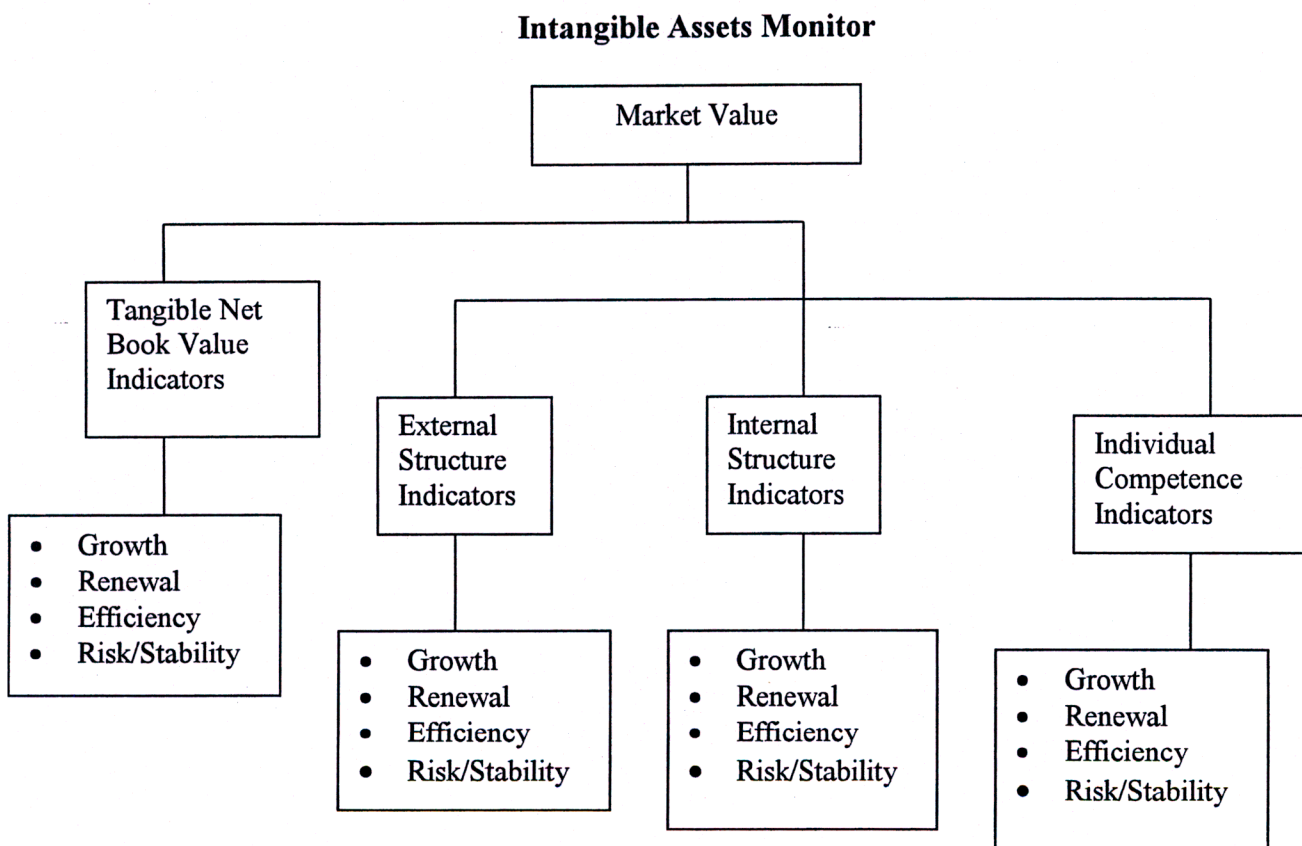 Intangible Assets Monitor
Market Value
Tangible Net
Book Value
Indicators
• Growth
• Renewal
• Efficiency
• Risk/Stability
External
Structure
Indicators
• Growth
• Renewal
• Efficiency
• Risk/Stability
Internal
Structure
Indicators
• Growth
• Renewal
• Efficiency
• Risk/Stability
Individual
Competence
Indicators
• Growth
• Renewal
• Efficiency
• Risk/Stability